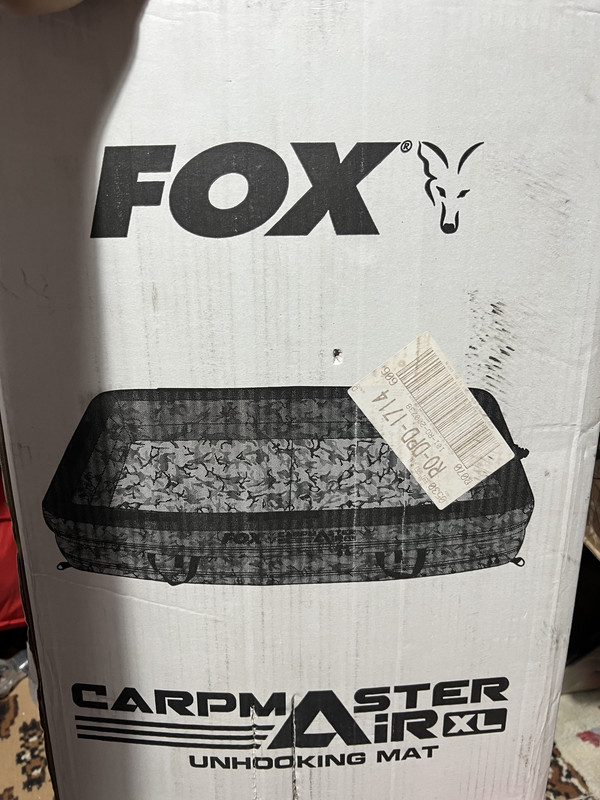 FOX®
RO-DPD-1714
FOX
CARPMASTER
AIR XL
UNHOOKING MAT